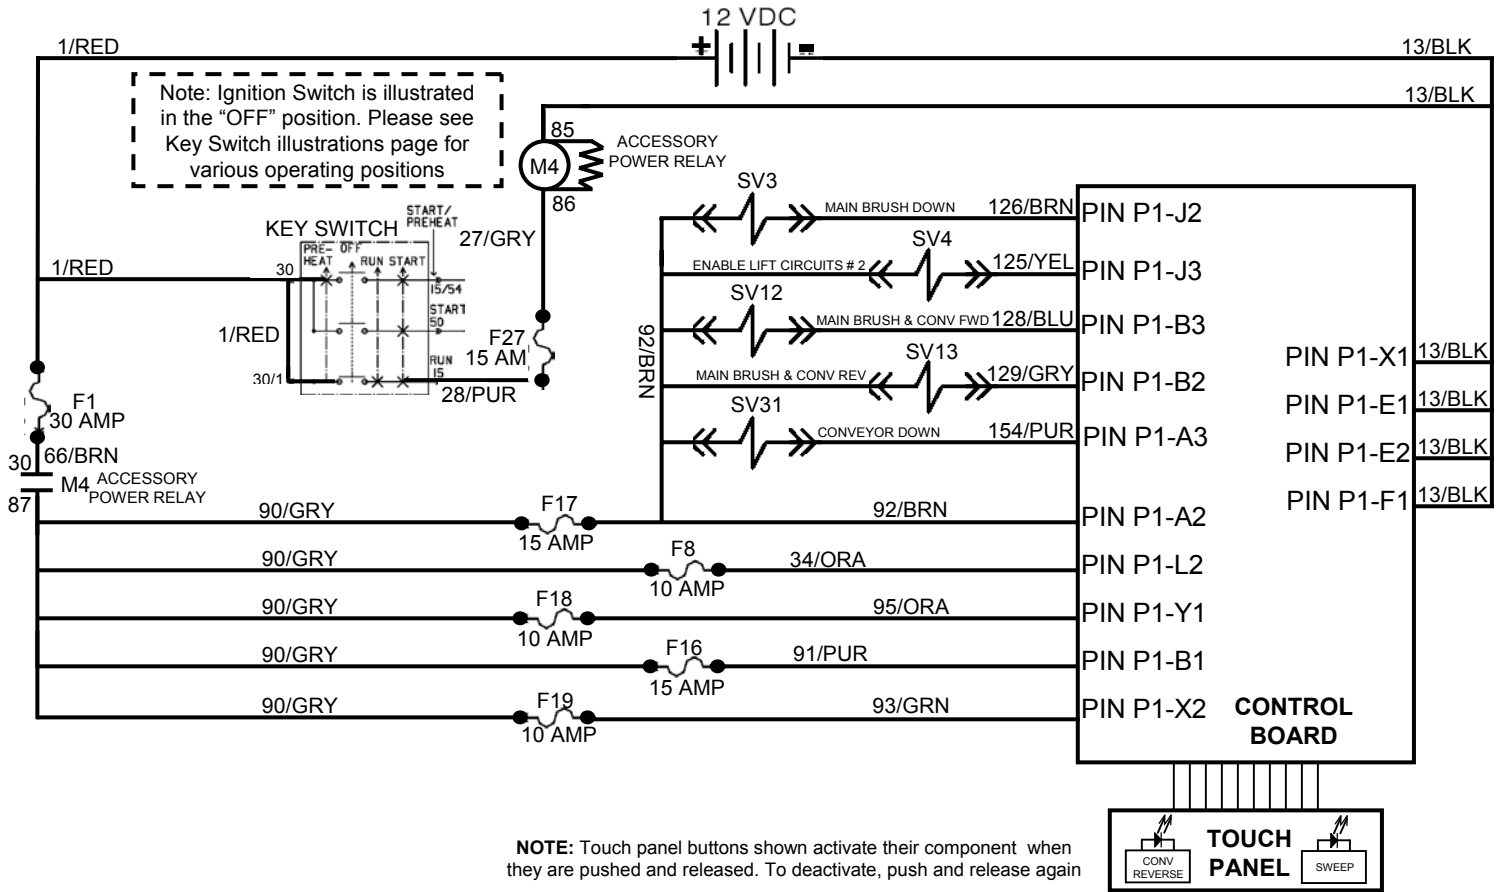 12 VDC
1/RED
+
-
13/BLK
13/BLK
Note: Ignition Switch is illustrated
in the “OFF” position. Please see
Key Switch illustrations page for
various operating positions
85
M4
ACCESSORY
POWER RELAY
86
27/GRY
KEY SWITCH
START/
PREHEAT
PRE-
HEAT
OFF
RUN
START
30
15/54
START
50
RUN
15
30/1
1/RED
1/RED
28/PUR
F27
15 AM
SV3
MAIN BRUSH DOWN
126/BRN
PIN P1-J2
SV4
ENABLE LIFT CIRCUITS # 2
125/YEL
PIN P1-J3
SV12
MAIN BRUSH & CONV FWD
128/BLU
PIN P1-B3
SV13
MAIN BRUSH & CONV REV
129/GRY
PIN P1-B2
SV31
CONVEYOR DOWN
154/PUR
PIN P1-A3
92/BRN
PIN P1-X1
13/BLK
PIN P1-E1
13/BLK
PIN P1-E2
13/BLK
PIN P1-F1
13/BLK
F1
30 AMP
66/BRN
30
M4
ACCESSORY
POWER RELAY
87
90/GRY
F17
15 AMP
92/BRN
PIN P1-A2
90/GRY
F8
10 AMP
34/ORA
PIN P1-L2
90/GRY
F18
10 AMP
95/ORA
PIN P1-Y1
90/GRY
F16
15 AMP
91/PUR
PIN P1-B1
90/GRY
F19
10 AMP
93/GRN
PIN P1-X2
CONTROL
BOARD
NOTE: Touch panel buttons shown activate their component when
they are pushed and released. To deactivate, push and release again
CONV
REVERSE
TOUCH
PANEL
SWEEP